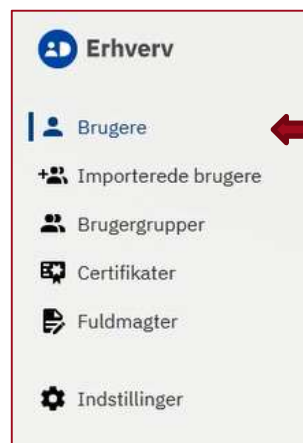 Erhverv
Brugere
Importerede brugere
Brugergrupper
Certifikater
Fuldmagter
Indstillinger